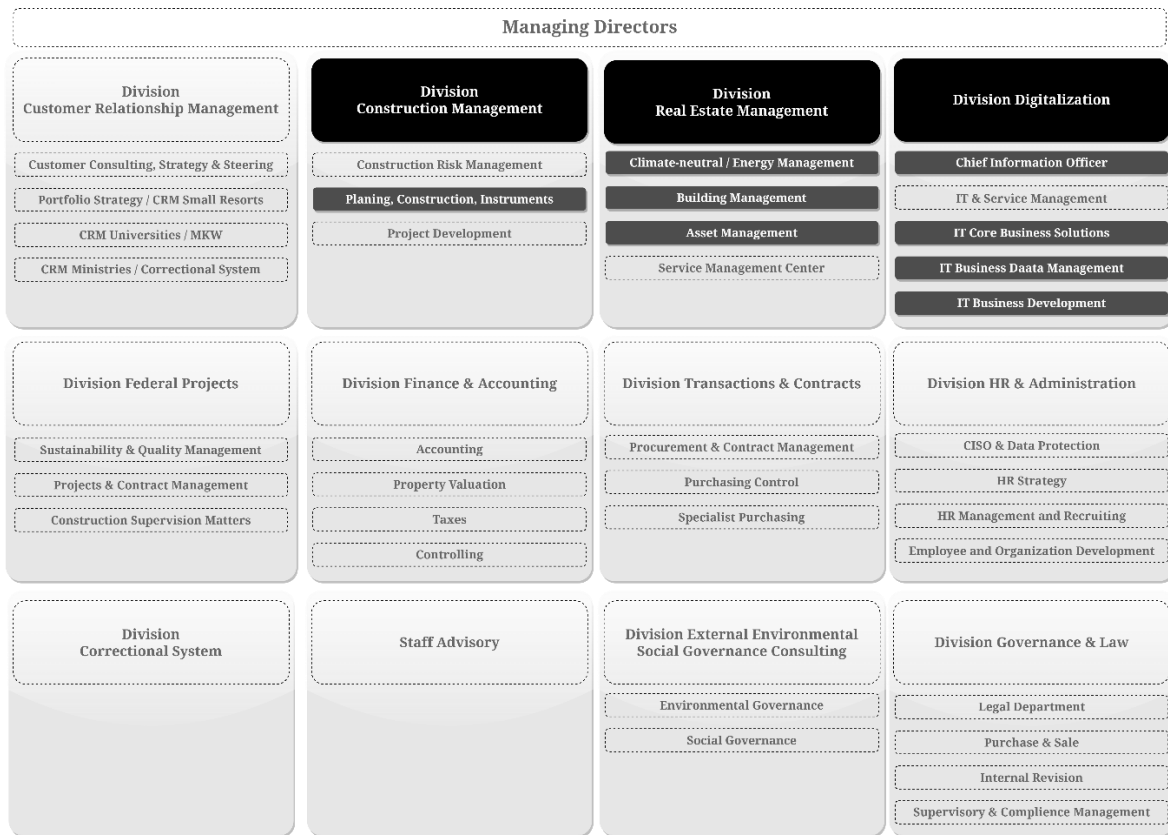 Managing Directors
Division
Customer Relationship Management
Customer Consulting, Strategy & Steering
Portfolio Strategy / CRM Small Resorts
CRM Universities / MKW
CRM Ministries / Correctional System
Division
Construction Management
Construction Risk Management
Planing, Construction, Instruments
Project Development
Division
Real Estate Management
Climate-neutral / Energy Management
Building Management
Asset Management
Service Management Center
Division Digitalization
Chief Information Officer
IT & Service Management
IT Core Business Solutions
IT Business Daata Management
IT Business Development
Division Federal Projects
Sustainability & Quality Management
Projects & Contract Management
Construction Supervision Matters
Division Finance & Accounting
Accounting
Property Valuation
Taxes
Controlling
Division Transactions & Contracts
Procurement & Contract Management
Purchasing Control
Specialist Purchasing
Division HR & Administration
CISO & Data Protection
HR Strategy
HR Management and Recruiting
Employee and Organization Development
Division
Correctional System
Staff Advisory
Division External Environmental
Social Governance Consulting
Environmental Governance
Social Governance
Division Governance & Law
Legal Department
Purchase & Sale
Internal Revision
Supervisory & Compliance Management